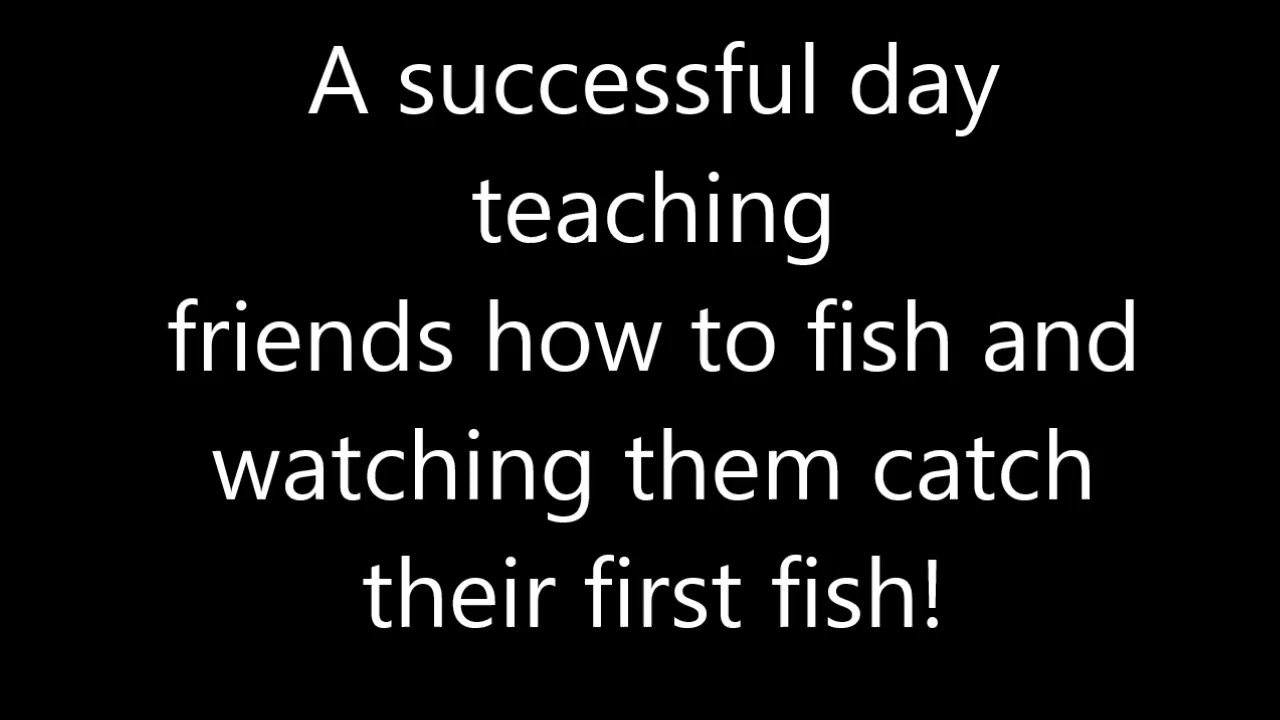 A successful day
teaching
friends how to fish and
watching them catch
their first fish!